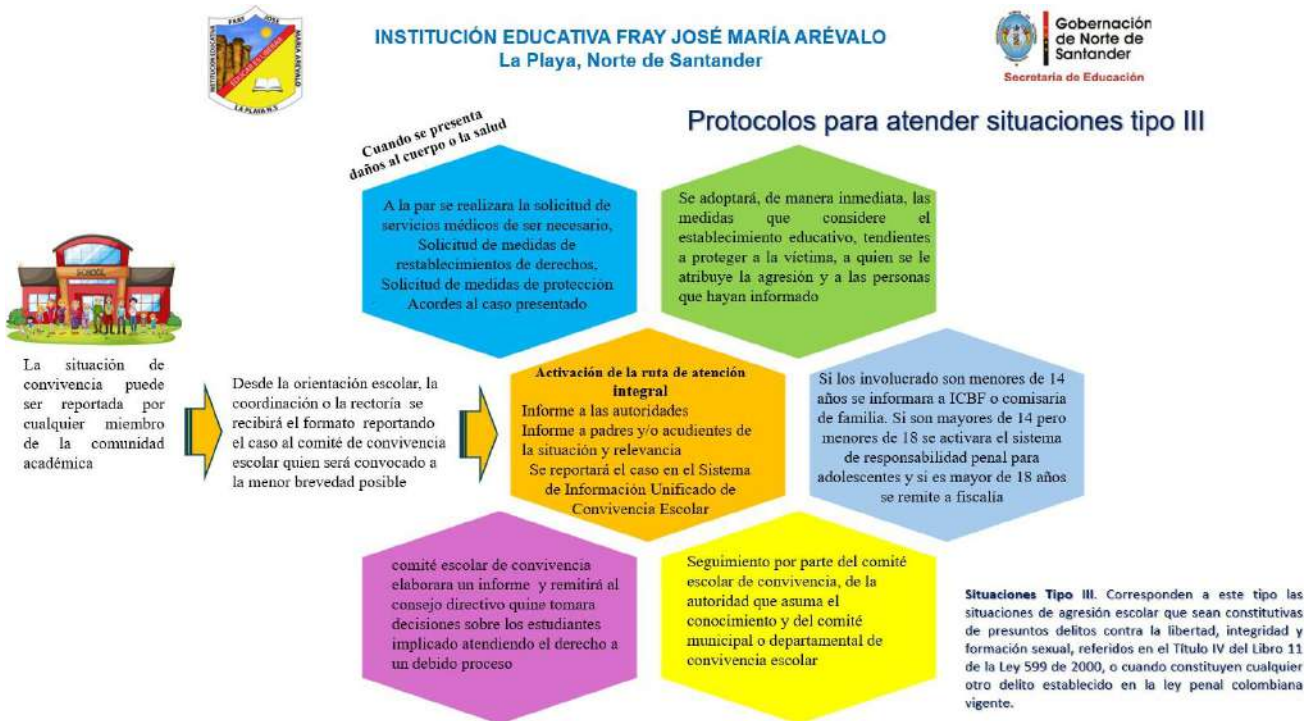 INSTITUCIÓN EDUCATIVA FRAY JOSÉ MARÍA ARÉVALO
La Playa, Norte de Santander
FRAY JOSE
INSTITUCIÓN EDUCATIVA
MARIA AREVALO
EDUCAR ES LIBERAR
LA PLAYA N.S
Gobernación
de Norte de
Santander
Secretaría de Educación
Protocolos para atender situaciones tipo III
Cuando se presenta
daños al cuerpo o la salud
A la par se realizara la solicitud de
servicios médicos de ser necesario,
Solicitud de medidas de
restablecimientos de derechos,
Solicitud de medidas de protección
Acordes al caso presentado
Se adoptará, de manera inmediata, las
medidas que considere el
establecimiento educativo, tendientes
a proteger a la víctima, a quien se le
atribuye la agresión y a las personas
que hayan informado
SCHOOL
La situación de
convivencia puede
ser reportada por
cualquier miembro
de la comunidad
académica
Desde la orientación escolar, la
coordinación o la rectoría se
recibirá el formato reportando
el caso al comité de convivencia
escolar quien será convocado a
la menor brevedad posible
Activación de la ruta de atención
integral
Informe a las autoridades
Informe a padres y/o acudientes de
la situación y relevancia
Se reportará el caso en el Sistema
de Información Unificado de
Convivencia Escolar
Si los involucrado son menores de 14
años se informara a ICBF o comisaria
de familia. Si son mayores de 14 pero
menores de 18 se activara el sistema
de responsabilidad penal para
adolescentes y si es mayor de 18 años
se remite a fiscalía
comité escolar de convivencia
elaborara un informe y remitirá al
consejo directivo quine tomara
decisiones sobre los estudiantes
implicado atendiendo el derecho a
un debido proceso
Seguimiento por parte del comité
escolar de convivencia, de la
autoridad que asuma el
conocimiento y del comité
municipal o departamental de
convivencia escolar
Situaciones Tipo III. Corresponden a este tipo las
situaciones de agresión escolar que sean constitutivas
de presuntos delitos contra la libertad, integridad y
formación sexual, referidos en el Título IV del Libro 11
de la Ley 599 de 2000, o cuando constituyen cualquier
otro delito establecido en la ley penal colombiana
vigente.